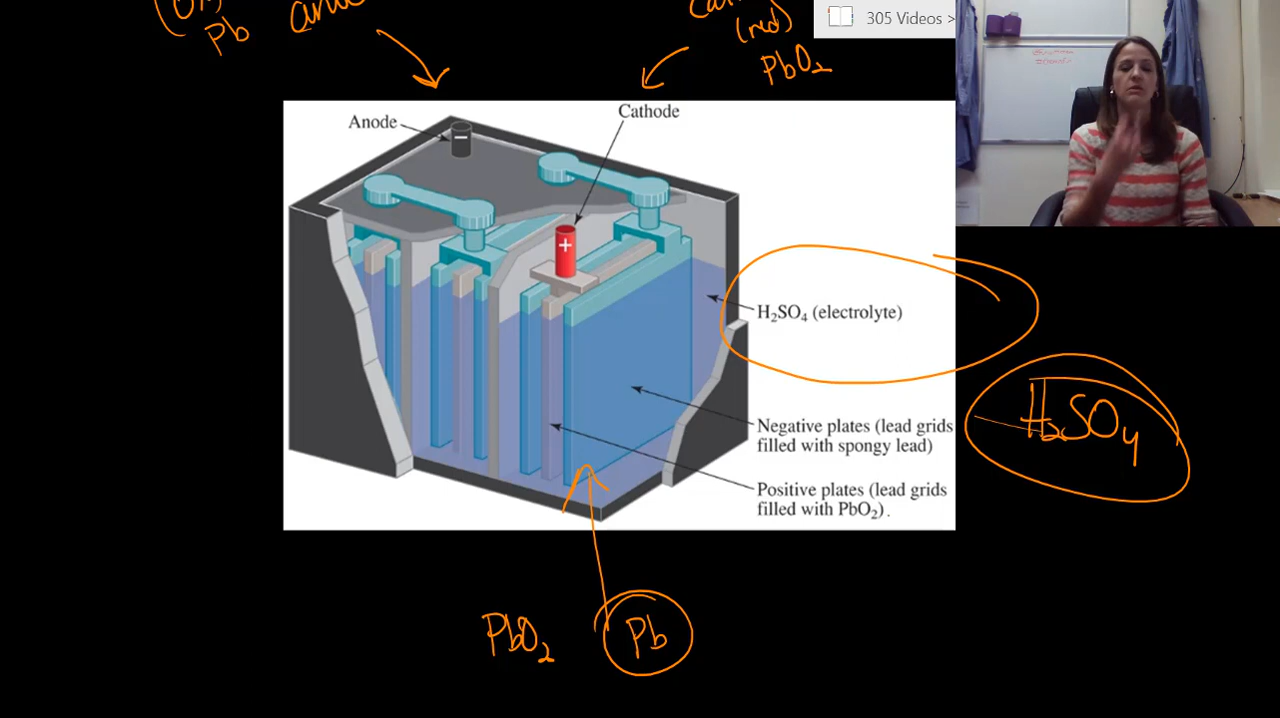 305 Videos >
(red)
Pb
PbO2
Cathode
Anode
−
+
H2SO4 (electrolyte)
H2SO4
Negative plates (lead grids
filled with spongy lead)
Positive plates (lead grids
filled with PbO2).
PbO2
Pb